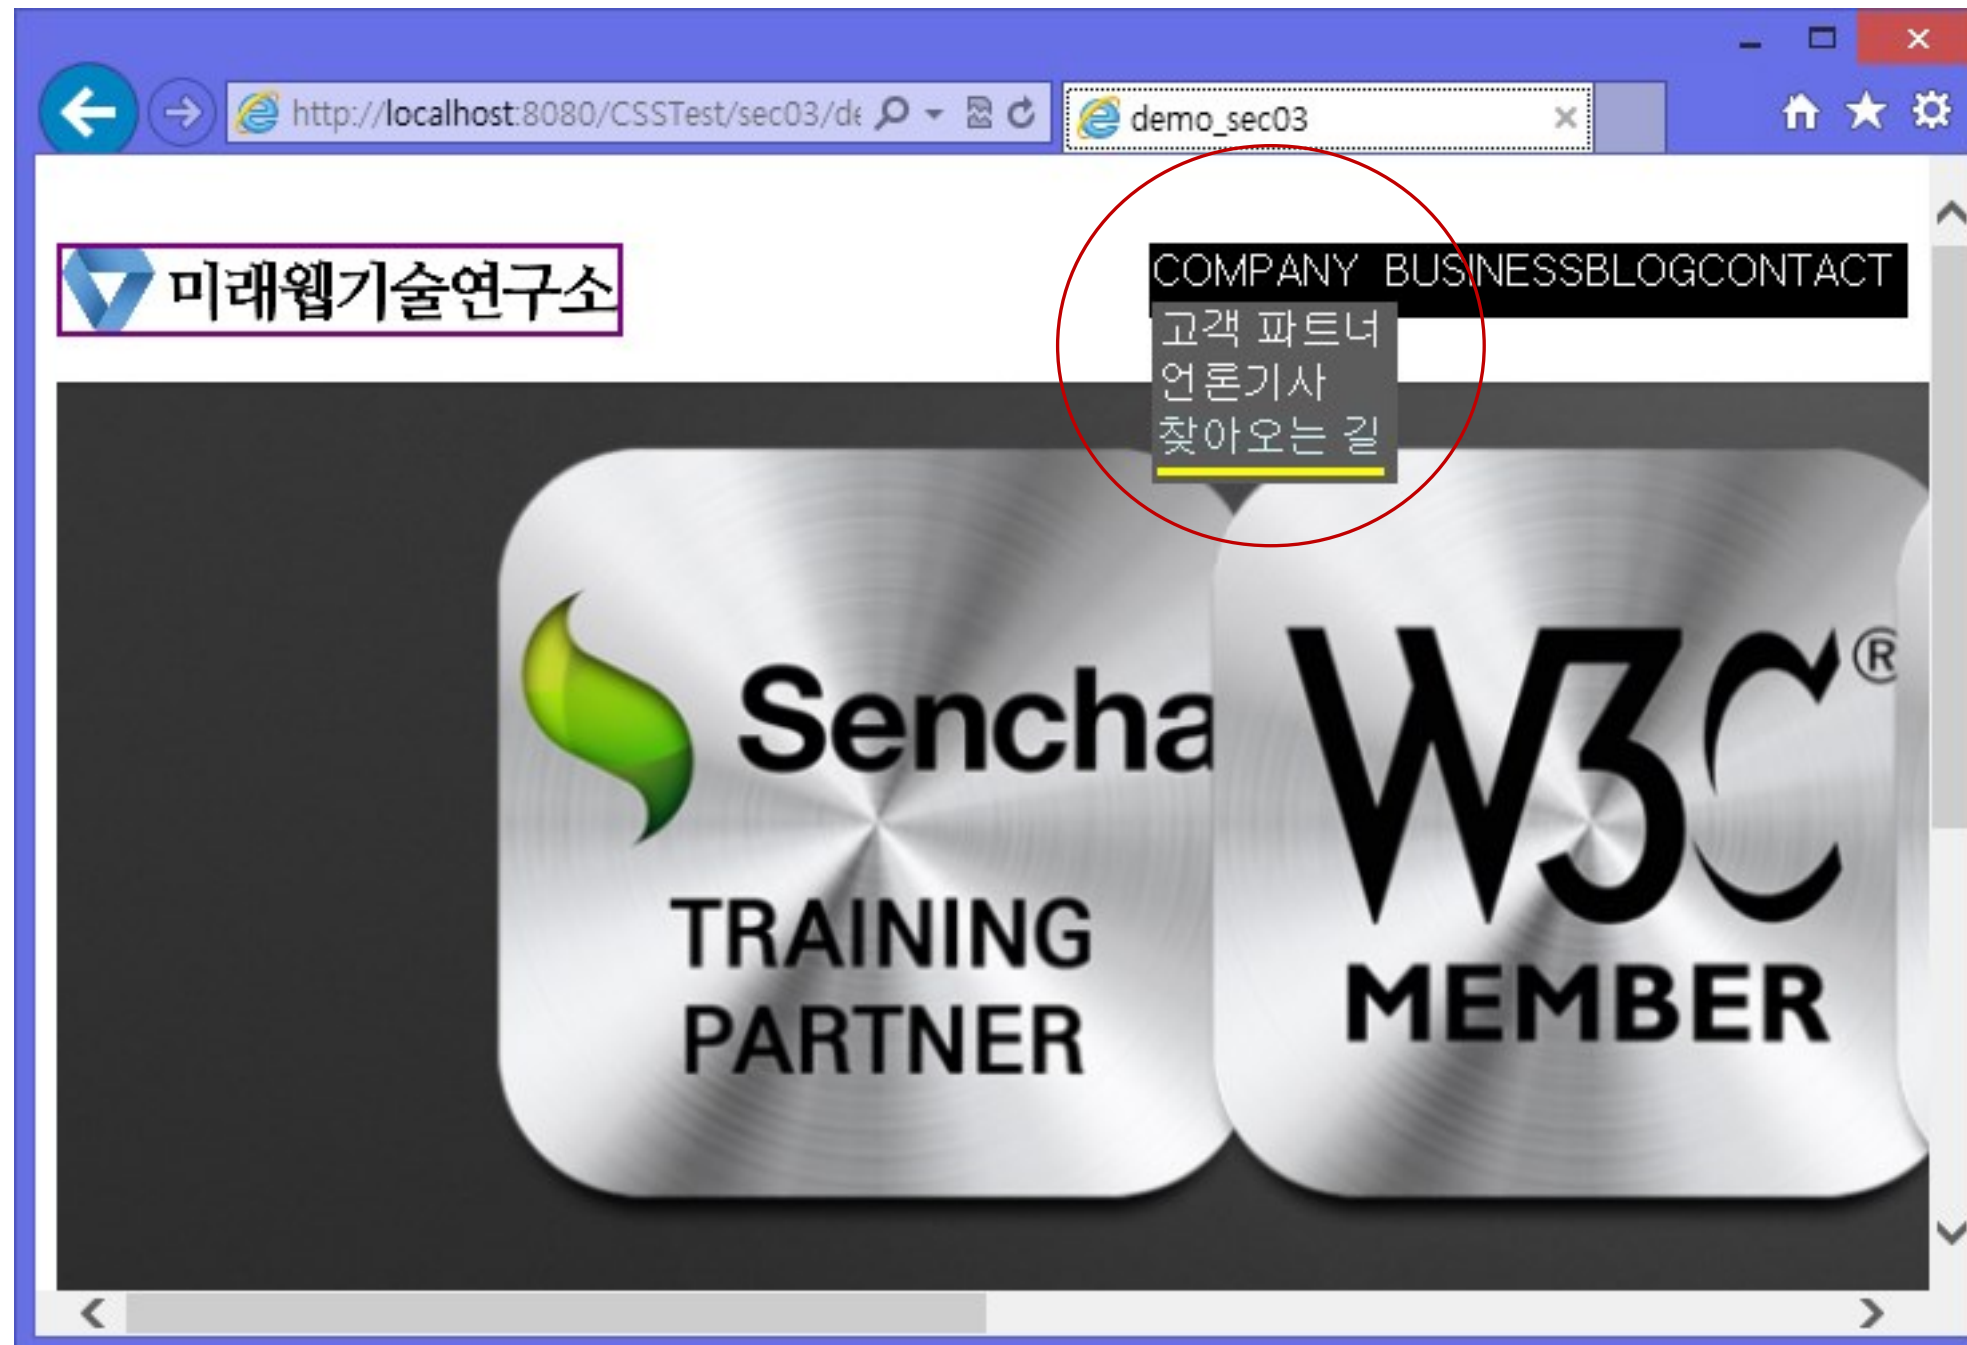 http://localhost:8080/CSSTest/sec03/de
demo_sec03
미래웹기술연구소
COMPANY BUSINESSBLOGCONTACT
고객 파트너
언론기사
찾아오는 길
Sencha
TRAINING
PARTNER
W3C®
MEMBER